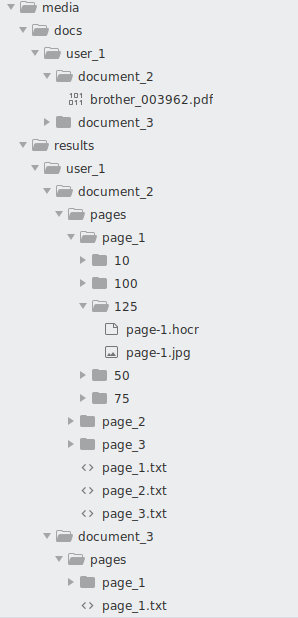 media
docs
user_1
document_2
brother_003962.pdf
document_3
results
user_1
document_2
pages
page_1
10
100
125
page-1.hocr
page-1.jpg
50
75
page_2
page_3
page_1.txt
page_2.txt
page_3.txt
document_3
pages
page_1
page_1.txt